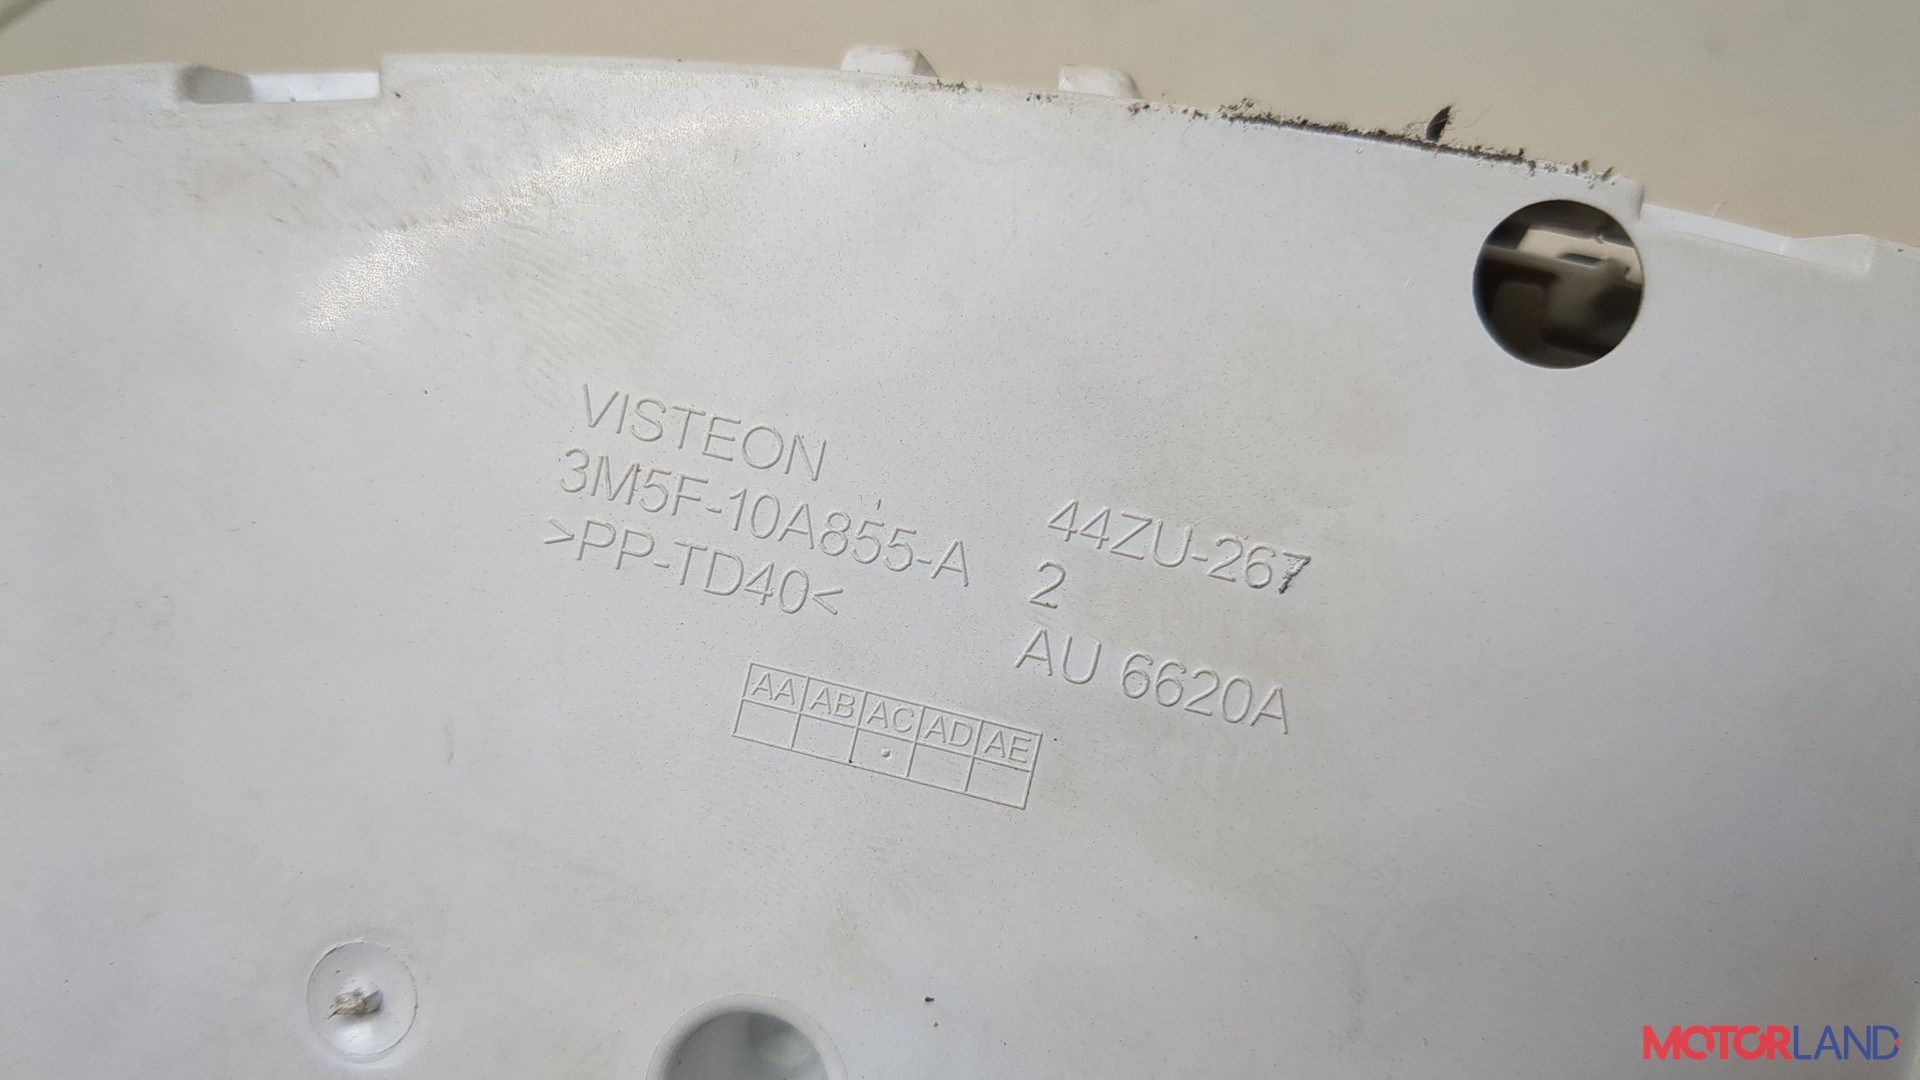 VISTEON
3M5F-10A855-A
>PP-TD40<
44ZU-267
2
AU 6620A
AA AB AC AD AE
MOTORLAND